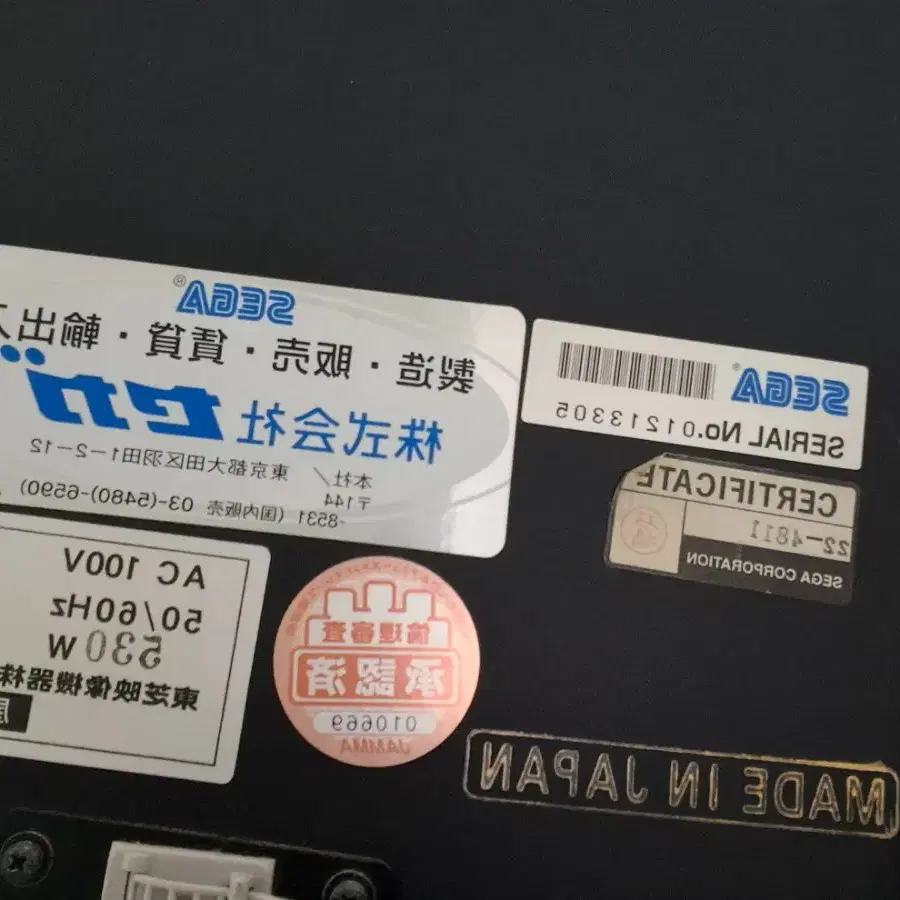 SEGA®
製造・販売・賃貸・輸出
株式会社セガ
本社／ 東京都大田区羽田1-2-12
〒144
-8531 (国内販売 03-(5480)-6590)
SEGA®
SERIAL No.01213305
CERTIFICATE
22-4811
SEGA CORPORATION
AC 100V
50/60Hz
530W
東芝映像機器株
倫理審査
承認済
010669
JAMMA
MADE IN JAPAN